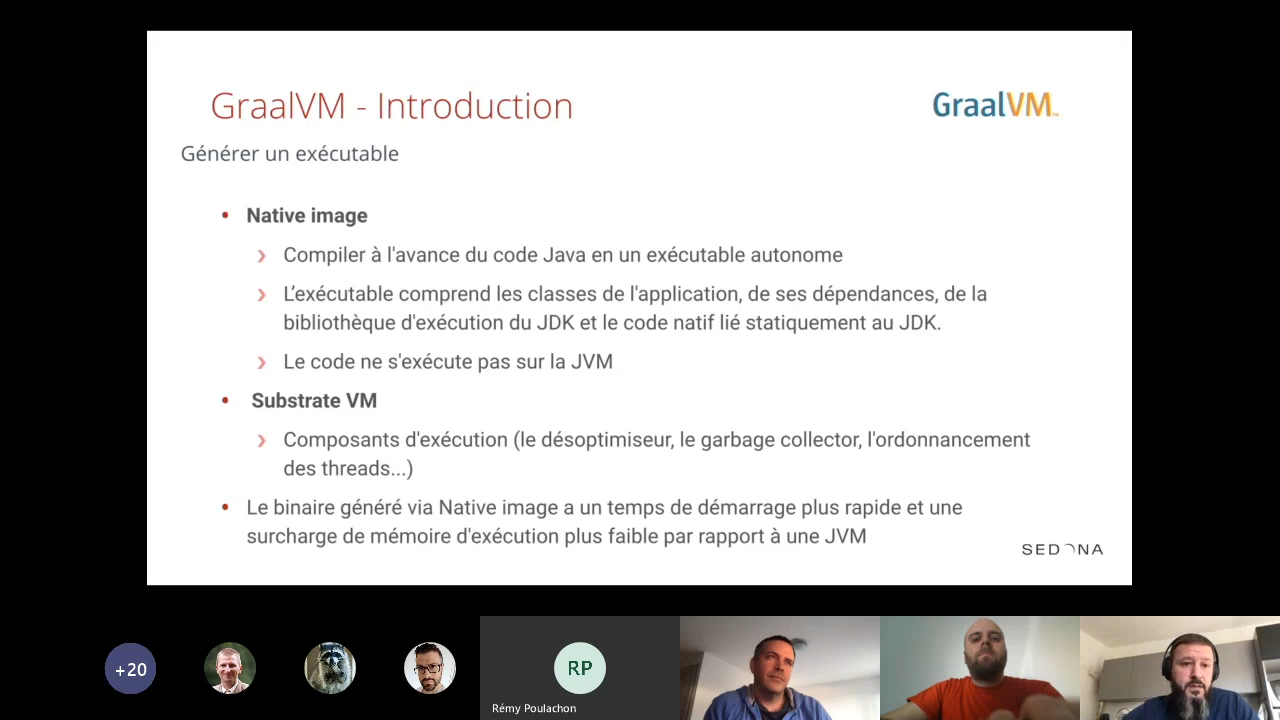 GraalVM - Introduction
GraalVM
Générer un exécutable
• Native image
› Compiler à l'avance du code Java en un exécutable autonome
› L’exécutable comprend les classes de l'application, de ses dépendances, de la
bibliothèque d'exécution du JDK et le code natif lié statiquement au JDK.
› Le code ne s'exécute pas sur la JVM
• Substrate VM
› Composants d'exécution (le désoptimiseur, le garbage collector, l'ordonnancement
des threads...)
• Le binaire généré via Native image a un temps de démarrage plus rapide et une
surcharge de mémoire d'exécution plus faible par rapport à une JVM
SEDONA
+20
RP
Rémy Poulachon